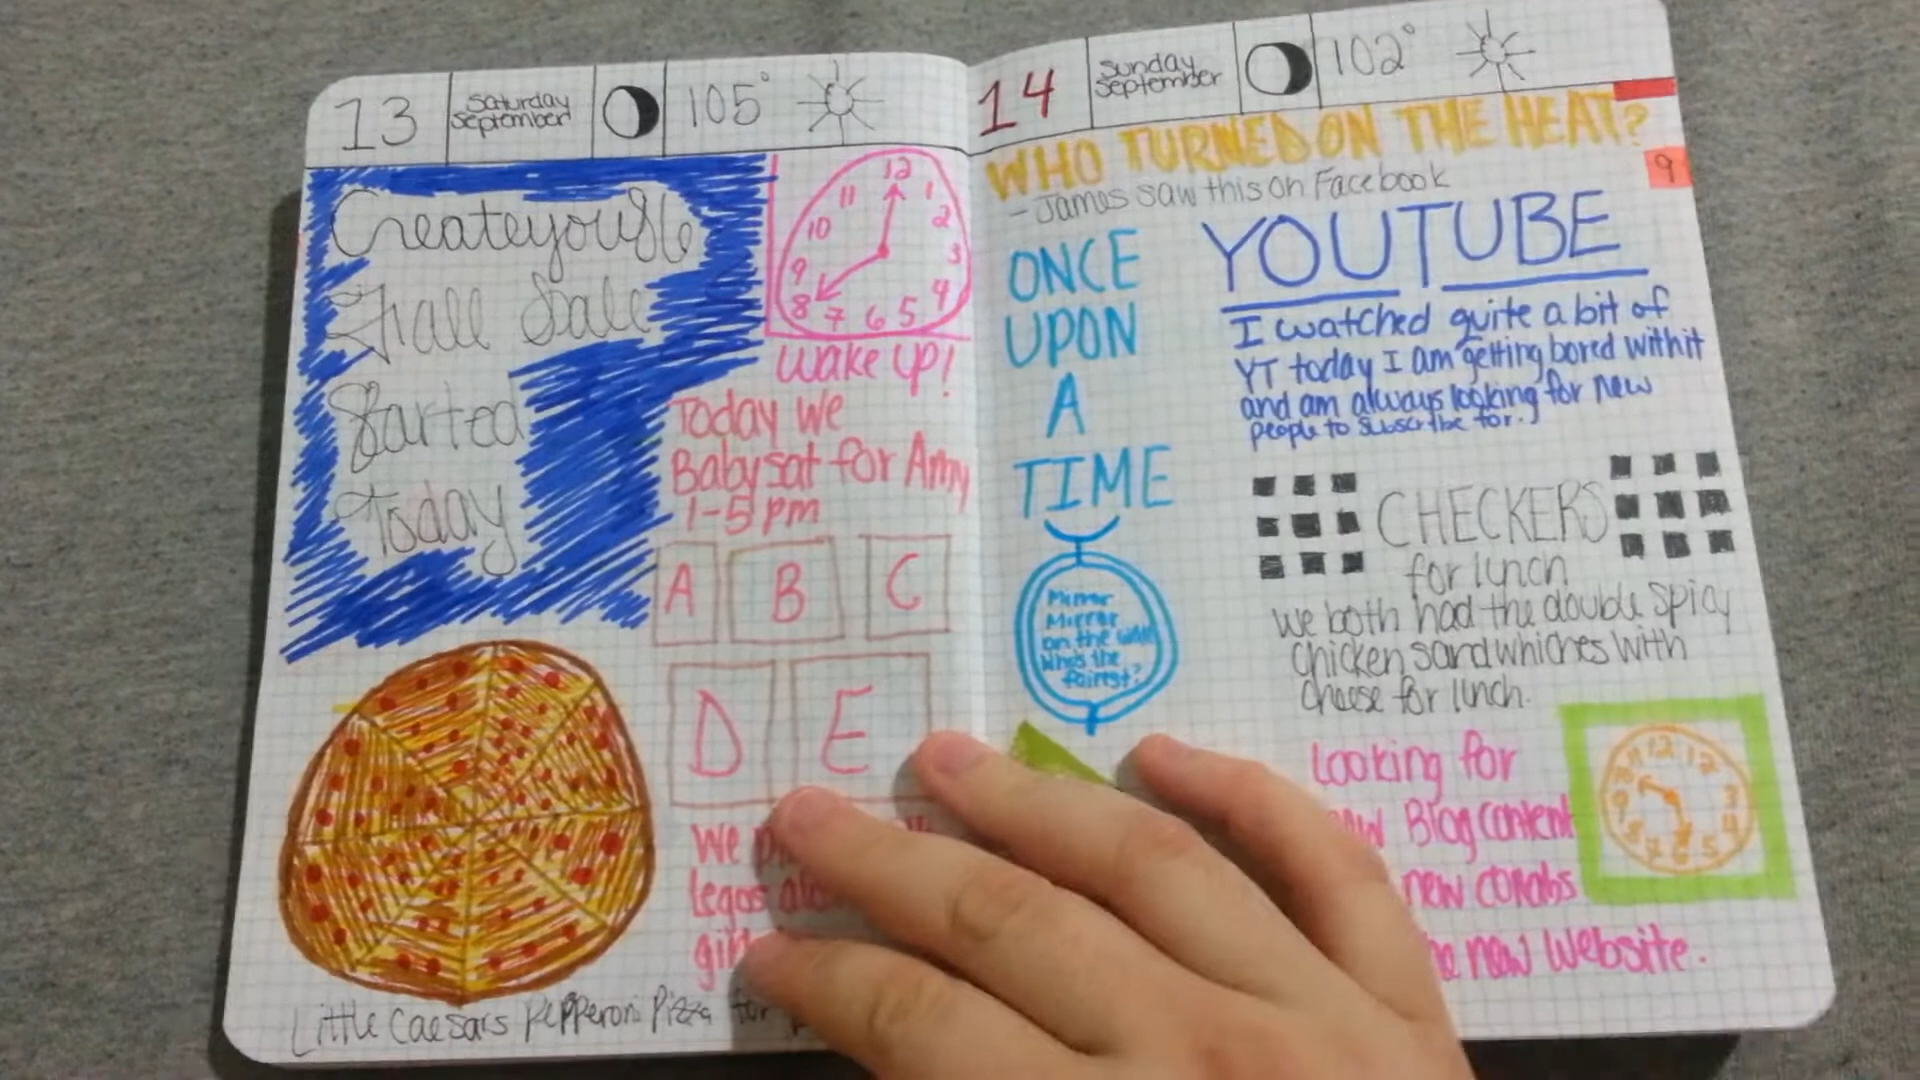 13
Saturday
September
105°
Createyour86
Fall Sale
Started
Today
12
1
2
3
4
5
6
7
8
9
10
11
Wake up!
Today we
Babysat for Amy
1-5 pm
A B C
D E
We
legos
Little Caesars Pepperoni Pizza for
14
Sunday
September
102°
WHO TURNED ON THE HEAT?
- James saw this on Facebook
9
ONCE
UPON
A
TIME
Mirror
Mirror
on the wall
Who's the
fairest?
YOUTUBE
I watched quite a bit of
YT today I am getting bored with it
and am always looking for new
people to subscribe for.
CHECKERS
for lunch
we both had the double spicy
chicken sandwhiches with
cheese for lunch.
Looking for
Blog content
new collabs
new website.